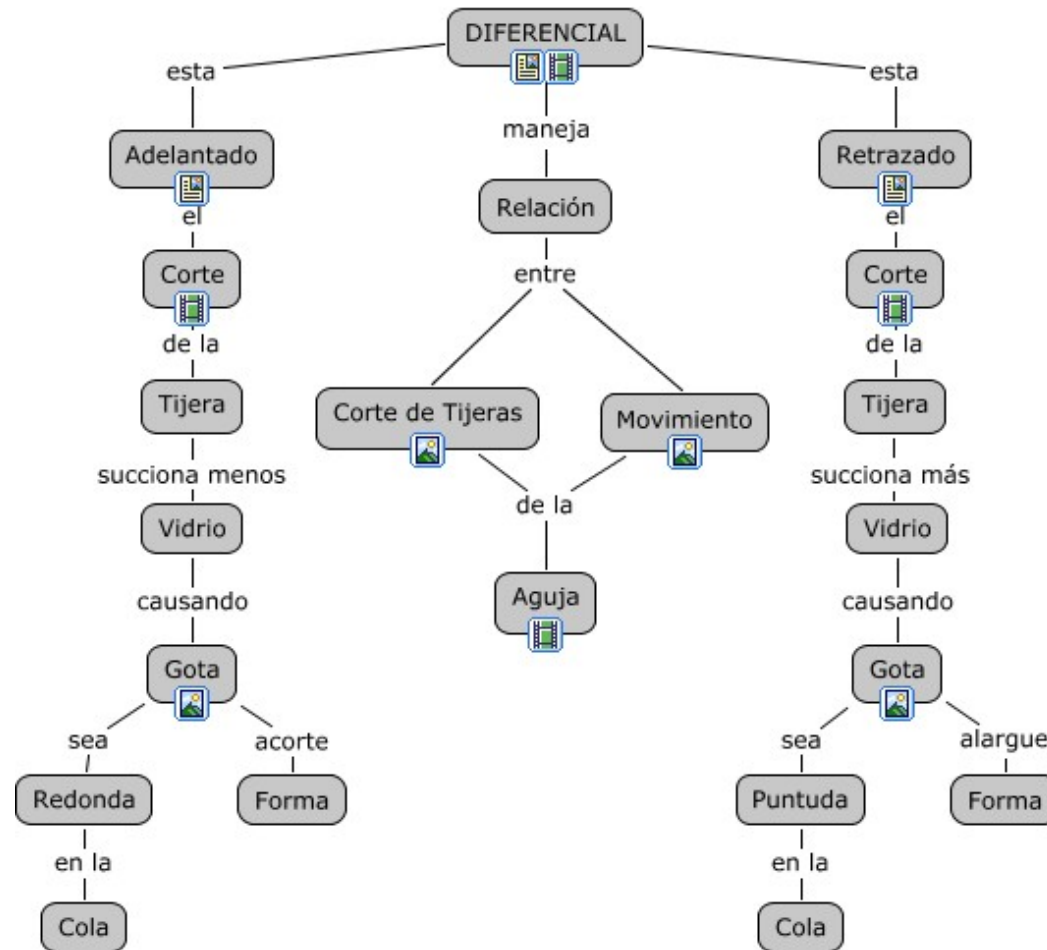 DIFERENCIAL
esta
esta
maneja
Adelantado
Retrazado
Relación
el
el
Corte
entre
Corte
de la
de la
Tijera
Corte de Tijeras
Movimiento
Tijera
succiona menos
succiona más
de la
Vidrio
Vidrio
Aguja
causando
causando
Gota
Gota
sea
acorte
sea
alargue
Redonda
Forma
Puntuda
Forma
en la
en la
Cola
Cola